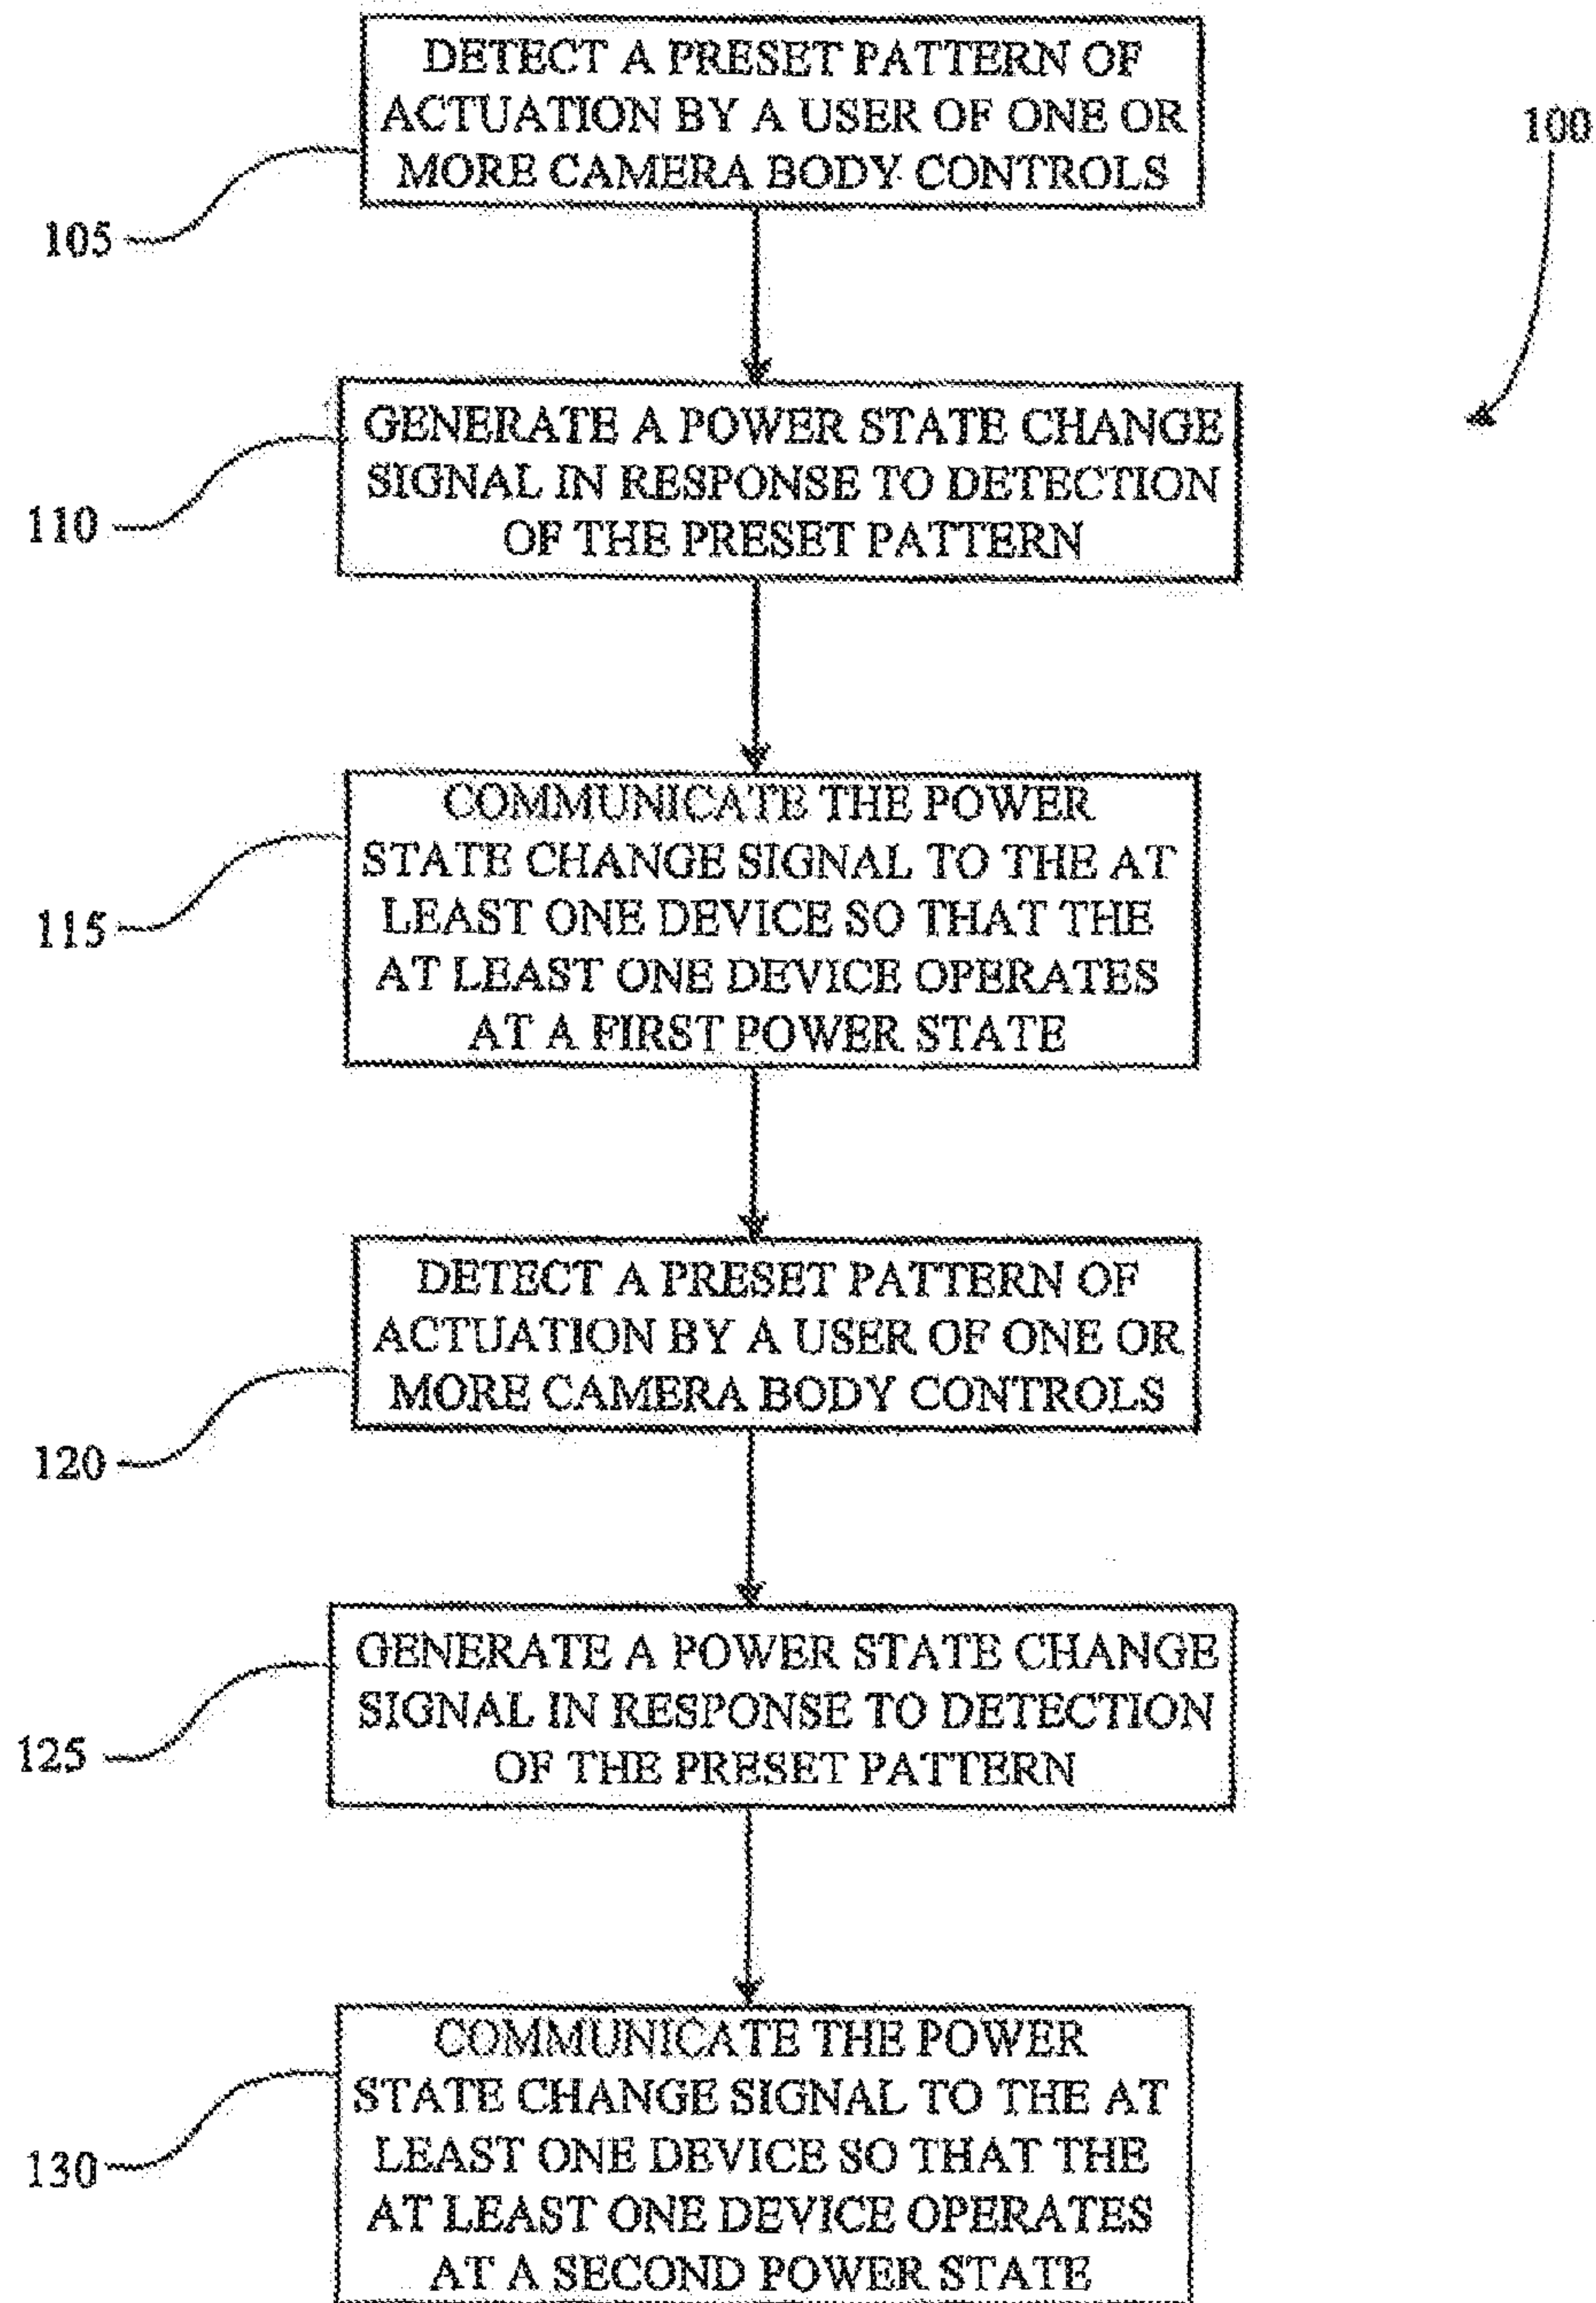 DETECT A PRESET PATTERN OF
ACTUATION BY A USER OF ONE OR
MORE CAMERA BODY CONTROLS
100
105
GENERATE A POWER STATE CHANGE
SIGNAL IN RESPONSE TO DETECTION
OF THE PRESET PATTERN
110
COMMUNICATE THE POWER
STATE CHANGE SIGNAL TO THE AT
LEAST ONE DEVICE SO THAT THE
AT LEAST ONE DEVICE OPERATES
AT A FIRST POWER STATE
115
DETECT A PRESET PATTERN OF
ACTUATION BY A USER OF ONE OR
MORE CAMERA BODY CONTROLS
120
GENERATE A POWER STATE CHANGE
SIGNAL IN RESPONSE TO DETECTION
OF THE PRESET PATTERN
125
COMMUNICATE THE POWER
STATE CHANGE SIGNAL TO THE AT
LEAST ONE DEVICE SO THAT THE
AT LEAST ONE DEVICE OPERATES
AT A SECOND POWER STATE
130